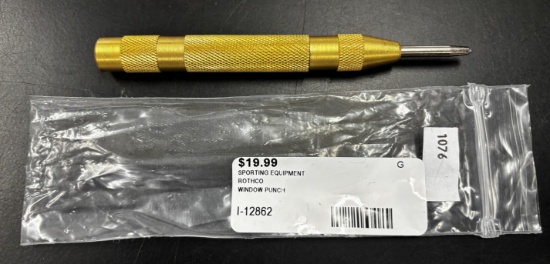 $19.99
G
SPORTING EQUIPMENT
ROTHCO
WINDOW PUNCH
I-12862
1076